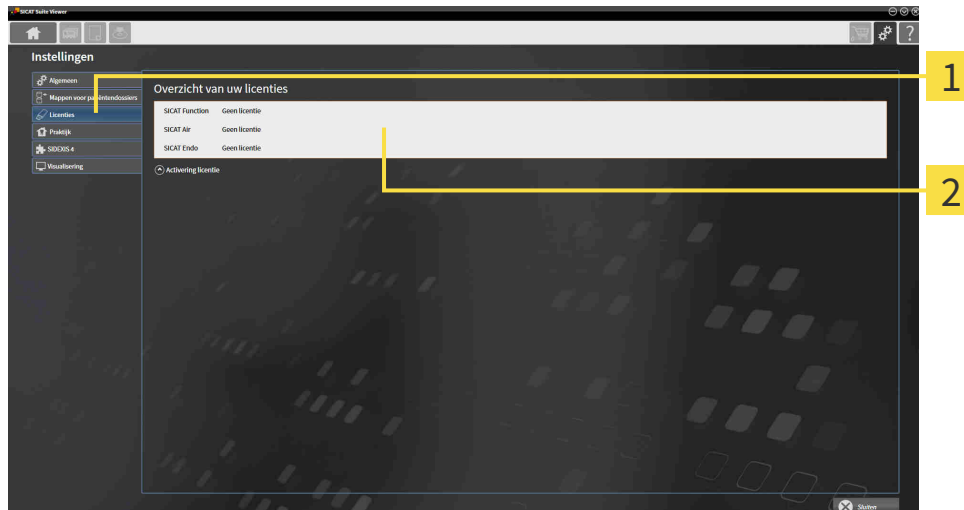 SICAT Suite Viewer
Instellingen
Algemeen
Mappen voor patiëntendossiers
Licenties
Praktijk
SIDEXIS 4
Visualisering
Overzicht van uw licenties
SICAT Function Geen licentie
SICAT Air Geen licentie
SICAT Endo Geen licentie
Activering licentie
Sluiten
?
1
2